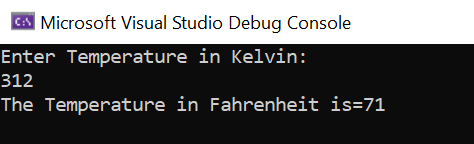 Microsoft Visual Studio Debug Console
Enter Temperature in Kelvin:
312
The Temperature in Fahrenheit is=71